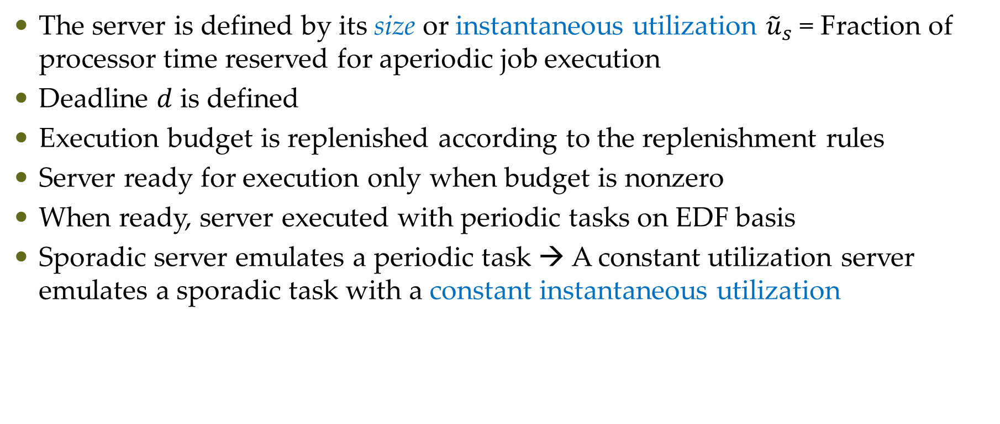 • The server is defined by its size or instantaneous utilization ũₛ = Fraction of
processor time reserved for aperiodic job execution
• Deadline d is defined
• Execution budget is replenished according to the replenishment rules
• Server ready for execution only when budget is nonzero
• When ready, server executed with periodic tasks on EDF basis
• Sporadic server emulates a periodic task → A constant utilization server
emulates a sporadic task with a constant instantaneous utilization